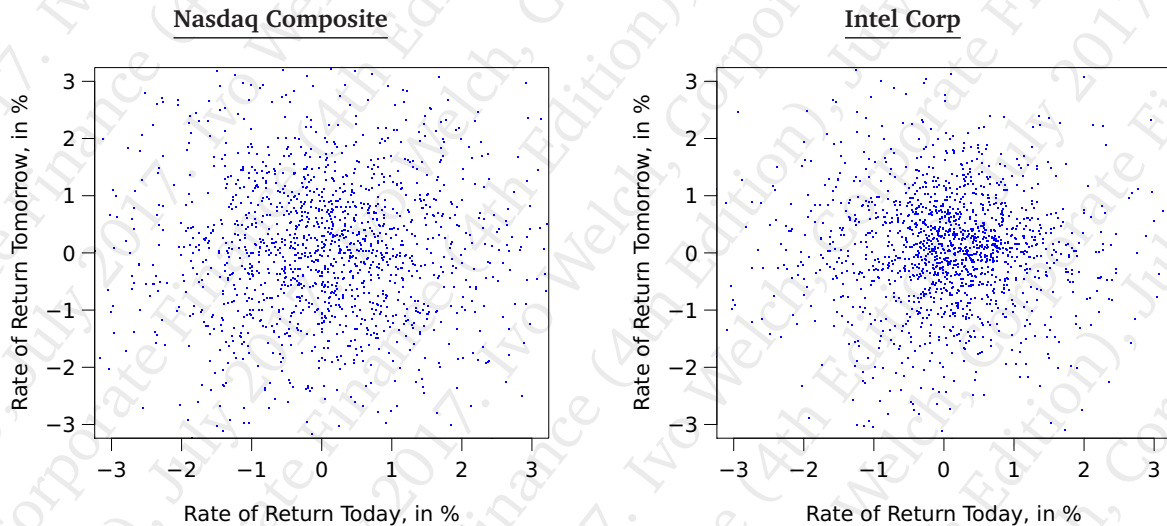 Nasdaq Composite
Intel Corp
3
2
1
0
−1
−2
−3
Rate of Return Tomorrow, in %
−3 −2 −1 0 1 2 3
Rate of Return Today, in %
3
2
1
0
−1
−2
−3
Rate of Return Tomorrow, in %
−3 −2 −1 0 1 2 3
Rate of Return Today, in %